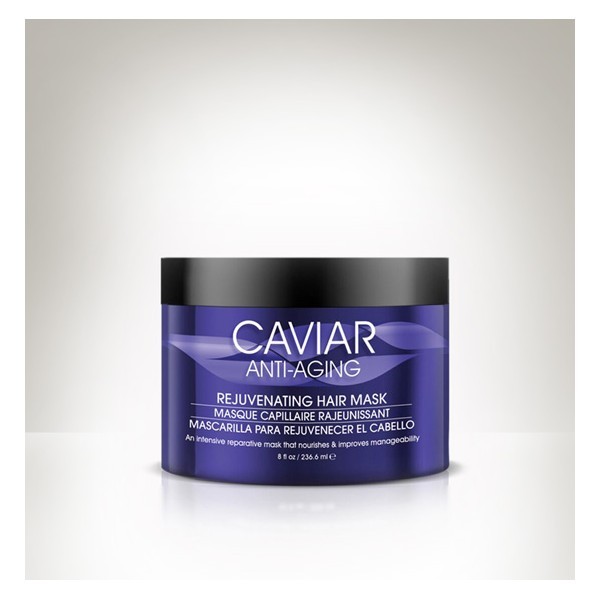 CAVIAR
ANTI-AGING
REJUVENATING HAIR MASK
MASQUE CAPILLAIRE RAJEUNISSANT
MASCARILLA PARA REJUVENECER EL CABELLO
An intensive reparative mask that nourishes & improves manageability
8 fl oz / 236.6 ml ℮